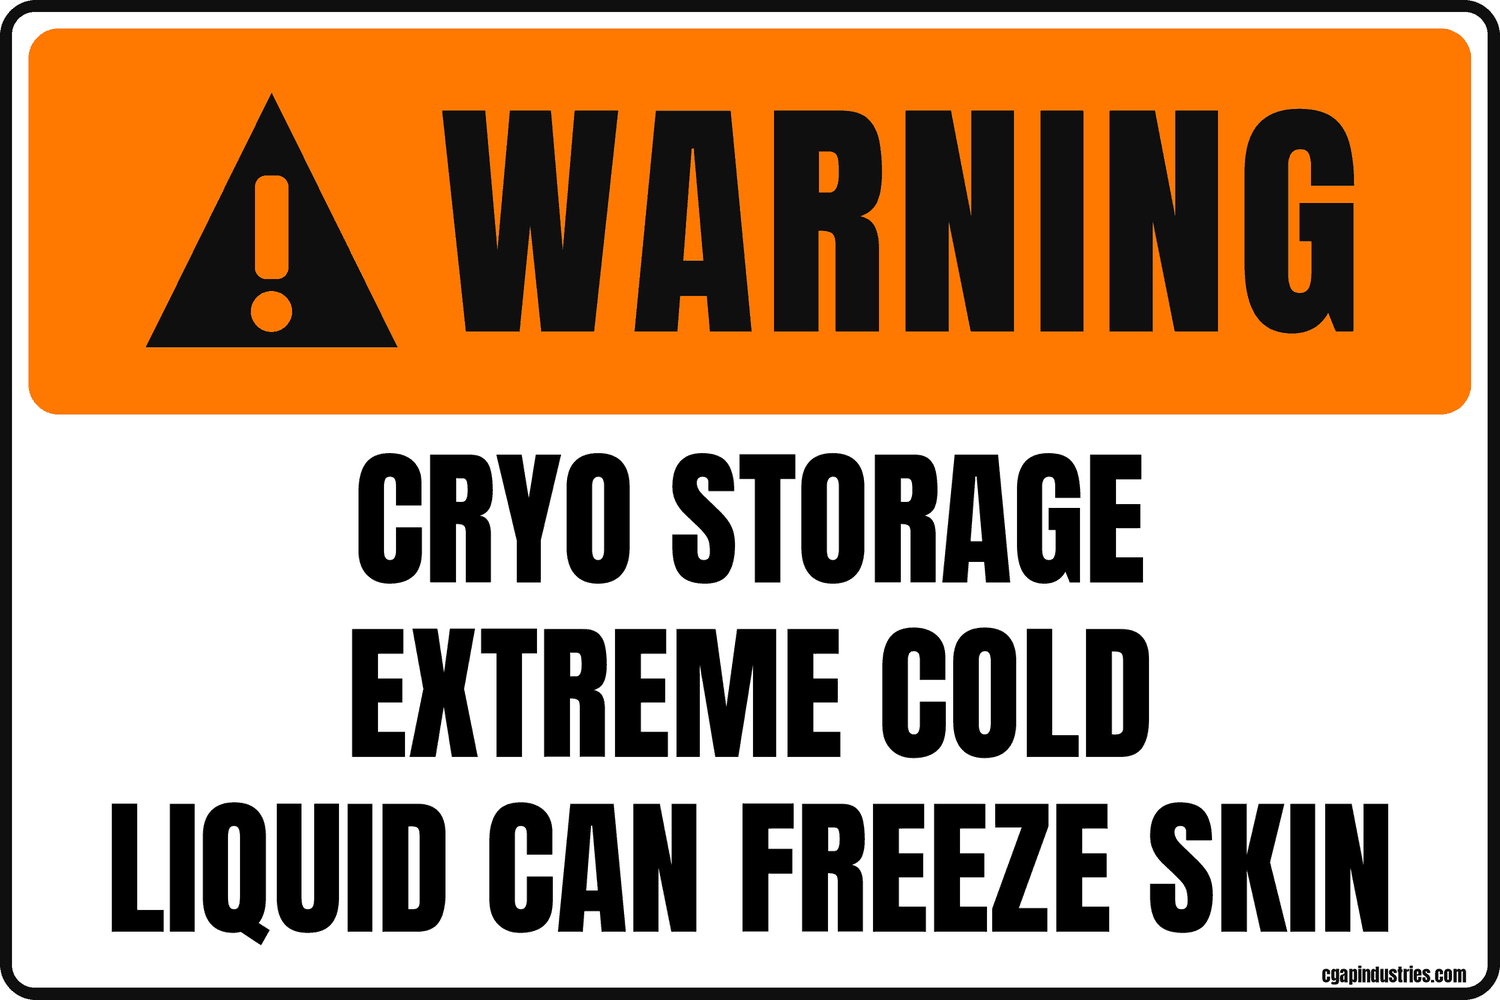 WARNING
CRYO STORAGE
EXTREME COLD
LIQUID CAN FREEZE SKIN
cgapindustries.com